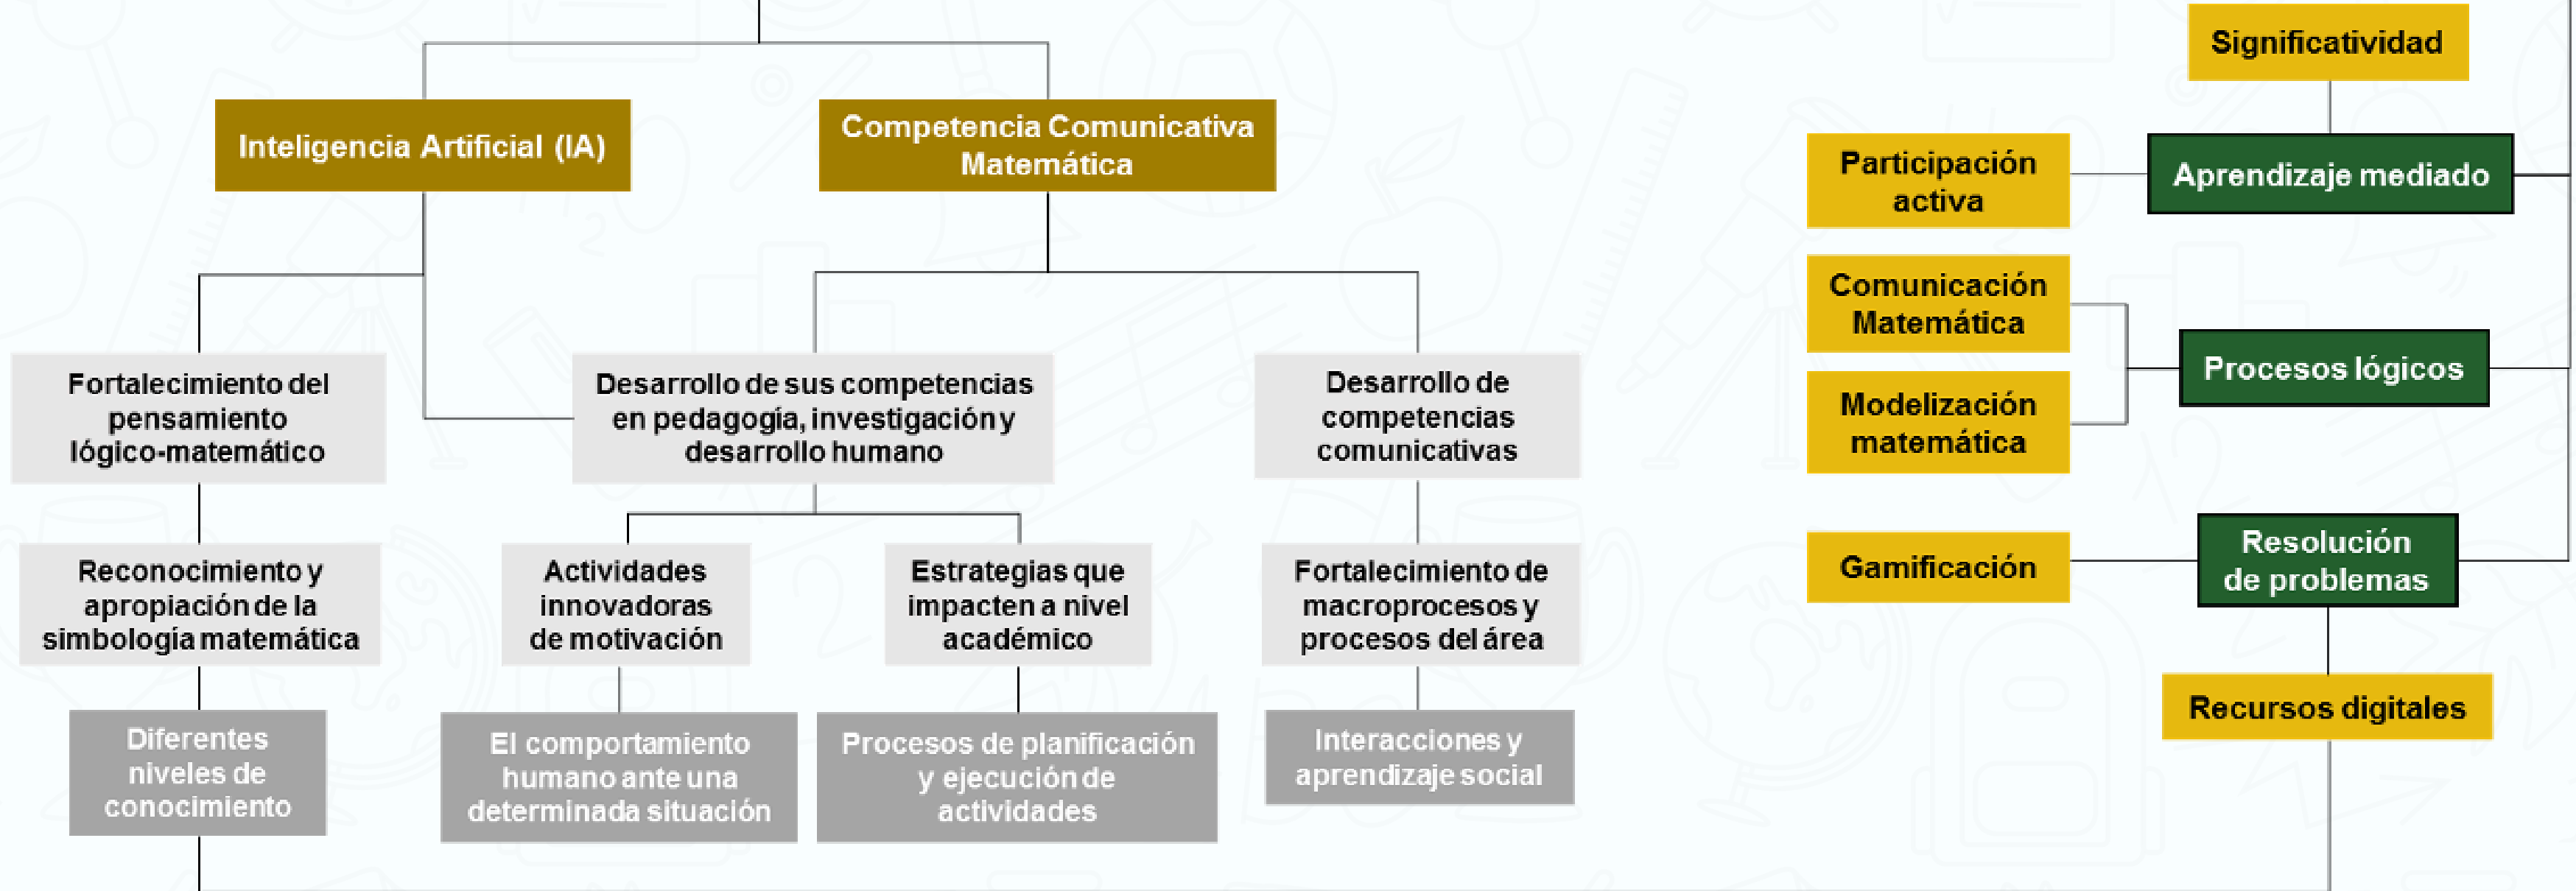 Inteligencia Artificial (IA)
Competencia Comunicativa
Matemática
Fortalecimiento del
pensamiento
lógico-matemático
Desarrollo de sus competencias
en pedagogía, investigación y
desarrollo humano
Desarrollo de
competencias
comunicativas
Reconocimiento y
apropiación de la
simbología matemática
Actividades
innovadoras
de motivación
Estrategias que
impacten a nivel
académico
Fortalecimiento de
macroprocesos y
procesos del área
Diferentes
niveles de
conocimiento
El comportamiento
humano ante una
determinada situación
Procesos de planificación
y ejecución de
actividades
Interacciones y
aprendizaje social
Significatividad
Participación
activa
Aprendizaje mediado
Comunicación
Matemática
Modelización
matemática
Procesos lógicos
Gamificación
Resolución
de problemas
Recursos digitales